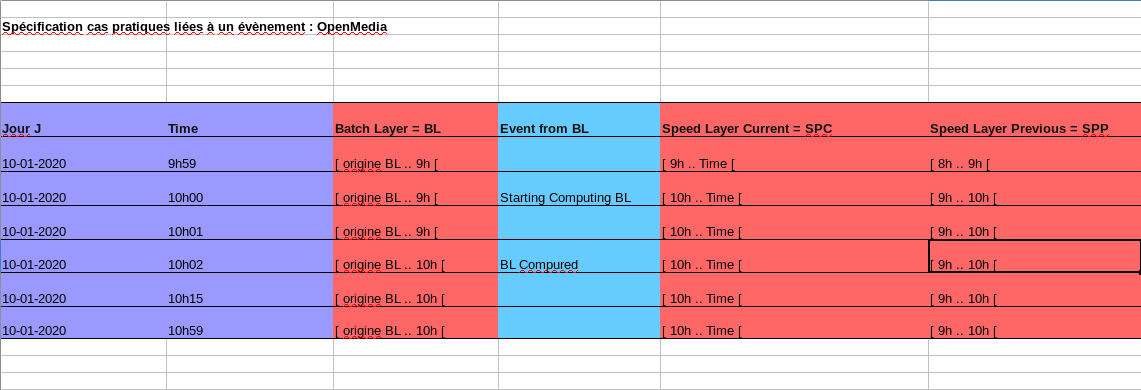 Spécification cas pratiques liées à un évènement : OpenMedia
Jour J Time Batch Layer = BL Event from BL Speed Layer Current = SPC Speed Layer Previous = SPP
10-01-2020 9h59 [ origine BL .. 9h [ [ 9h .. Time [ [ 8h .. 9h [
10-01-2020 10h00 [ origine BL .. 9h [ Starting Computing BL [ 10h .. Time [ [ 9h .. 10h [
10-01-2020 10h01 [ origine BL .. 9h [ [ 10h .. Time [ [ 9h .. 10h [
10-01-2020 10h02 [ origine BL .. 10h [ BL Compured [ 10h .. Time [ [ 9h .. 10h [
10-01-2020 10h15 [ origine BL .. 10h [ [ 10h .. Time [ [ 9h .. 10h [
10-01-2020 10h59 [ origine BL .. 10h [ [ 10h .. Time [ [ 9h .. 10h [